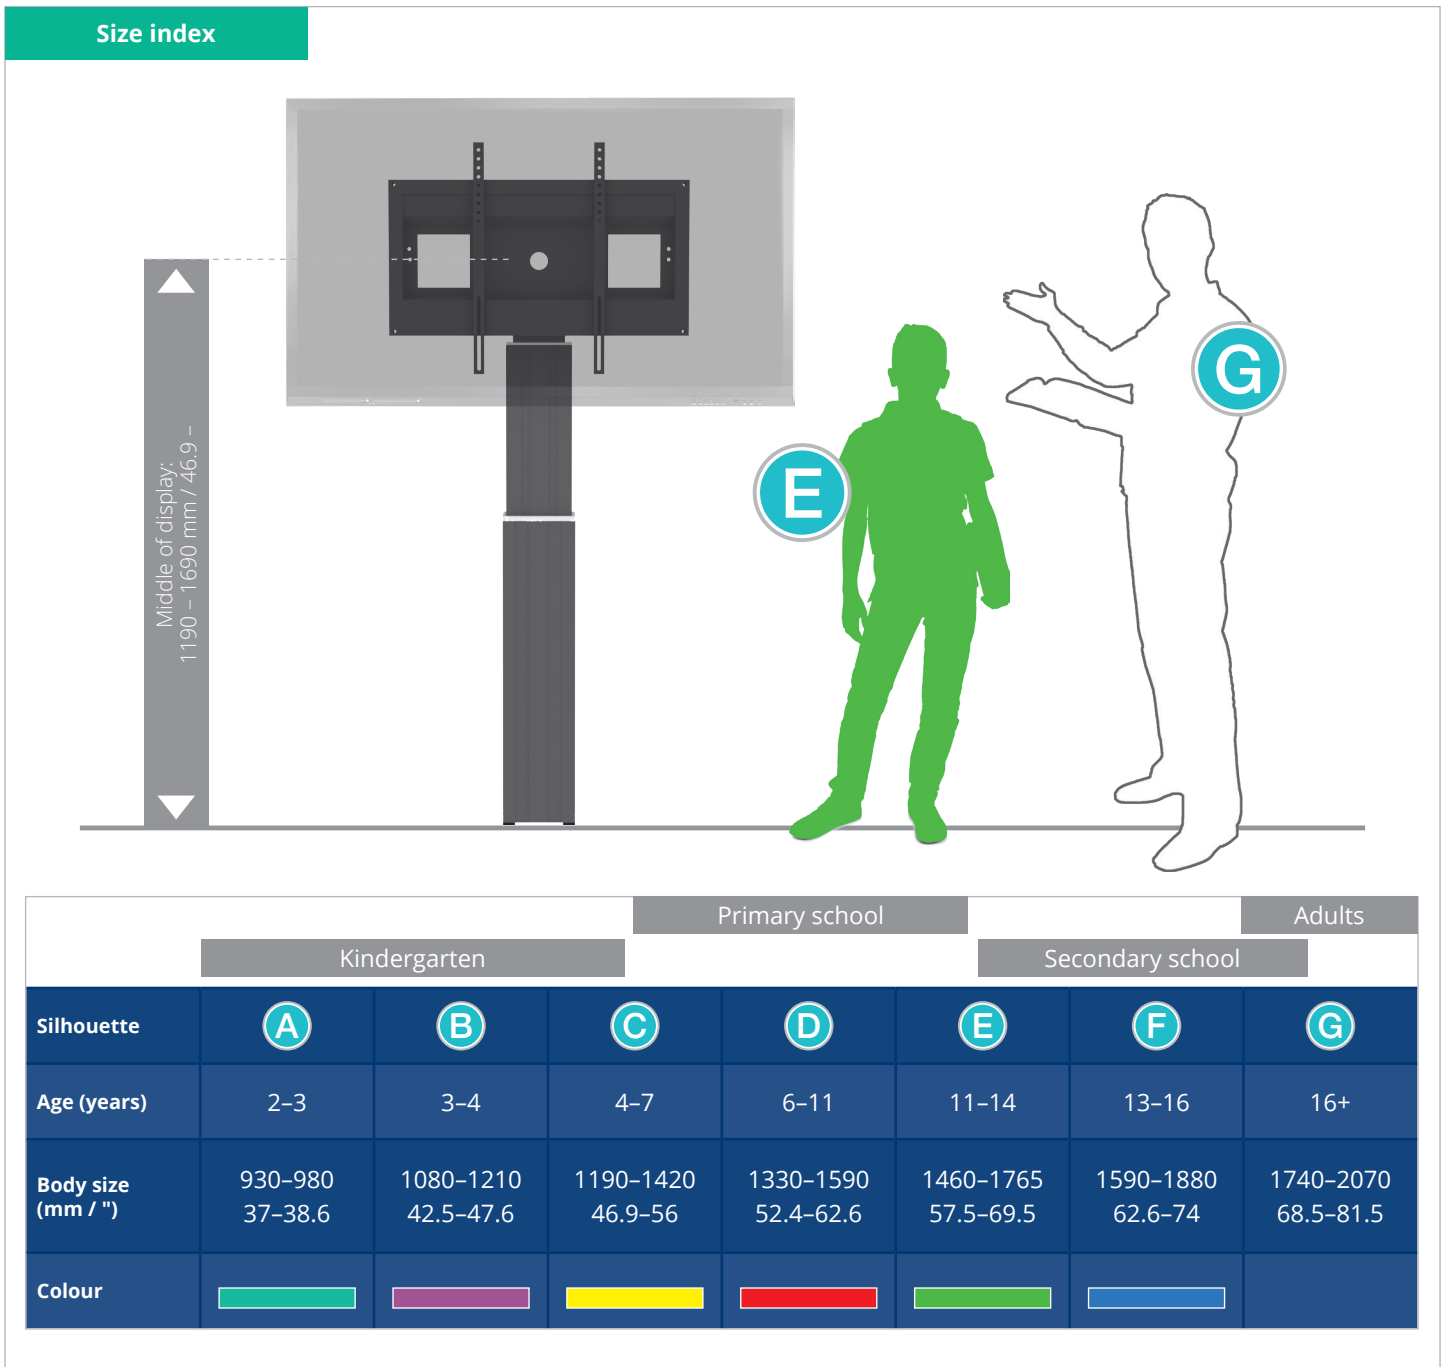 Size index
Middle of display:
1190 – 1690 mm / 46.9 –
E
G
Primary school
Adults
Kindergarten
Secondary school
Silhouette A B C D E F G
Age (years) 2–3 3–4 4–7 6–11 11–14 13–16 16+
Body size
(mm / ")
930–980 1080–1210 1190–1420 1330–1590 1460–1765 1590–1880 1740–2070
37–38.6 42.5–47.6 46.9–56 52.4–62.6 57.5–69.5 62.6–74 68.5–81.5
Colour